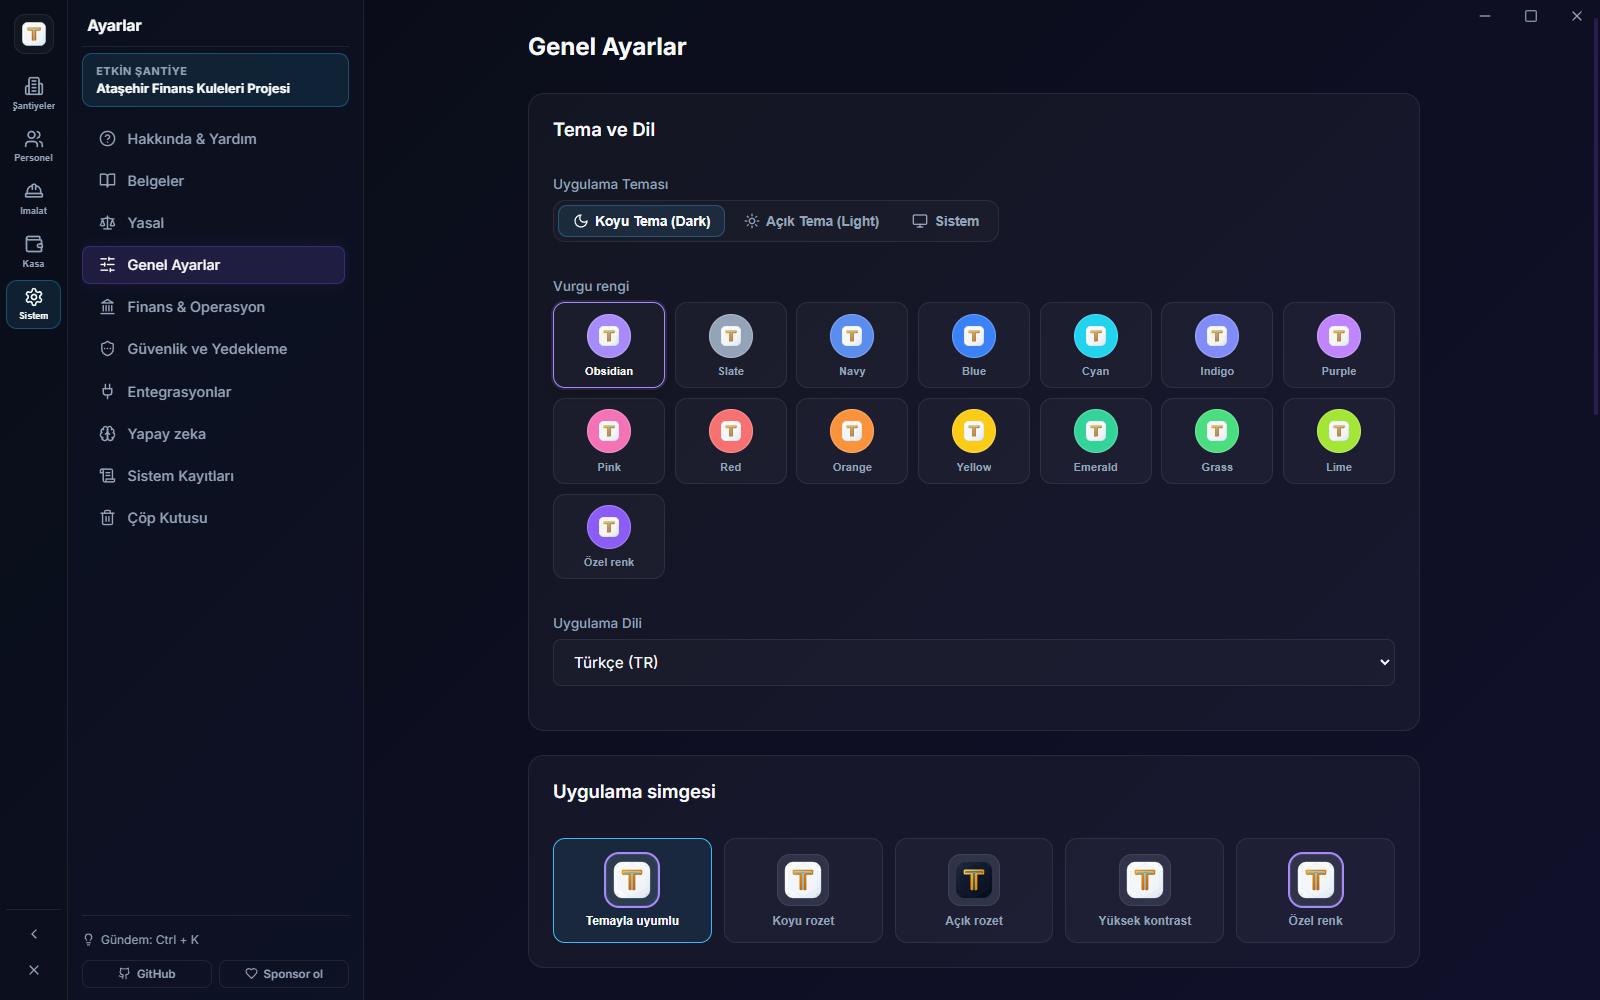 Ayarlar
ETKİN ŞANTİYE
Ataşehir Finans Kuleleri Projesi
Şantiyeler
Personel
İmalat
Kasa
Sistem
Hakkında & Yardım
Belgeler
Yasal
Genel Ayarlar
Finans & Operasyon
Güvenlik ve Yedekleme
Entegrasyonlar
Yapay zeka
Sistem Kayıtları
Çöp Kutusu
Gündem: Ctrl + K
GitHub
Sponsor ol
Genel Ayarlar
Tema ve Dil
Uygulama Teması
Koyu Tema (Dark)
Açık Tema (Light)
Sistem
Vurgu rengi
Obsidian
Slate
Navy
Blue
Cyan
Indigo
Purple
Pink
Red
Orange
Yellow
Emerald
Grass
Lime
Özel renk
Uygulama Dili
Türkçe (TR)
Uygulama simgesi
Temayla uyumlu
Koyu rozet
Açık rozet
Yüksek kontrast
Özel renk